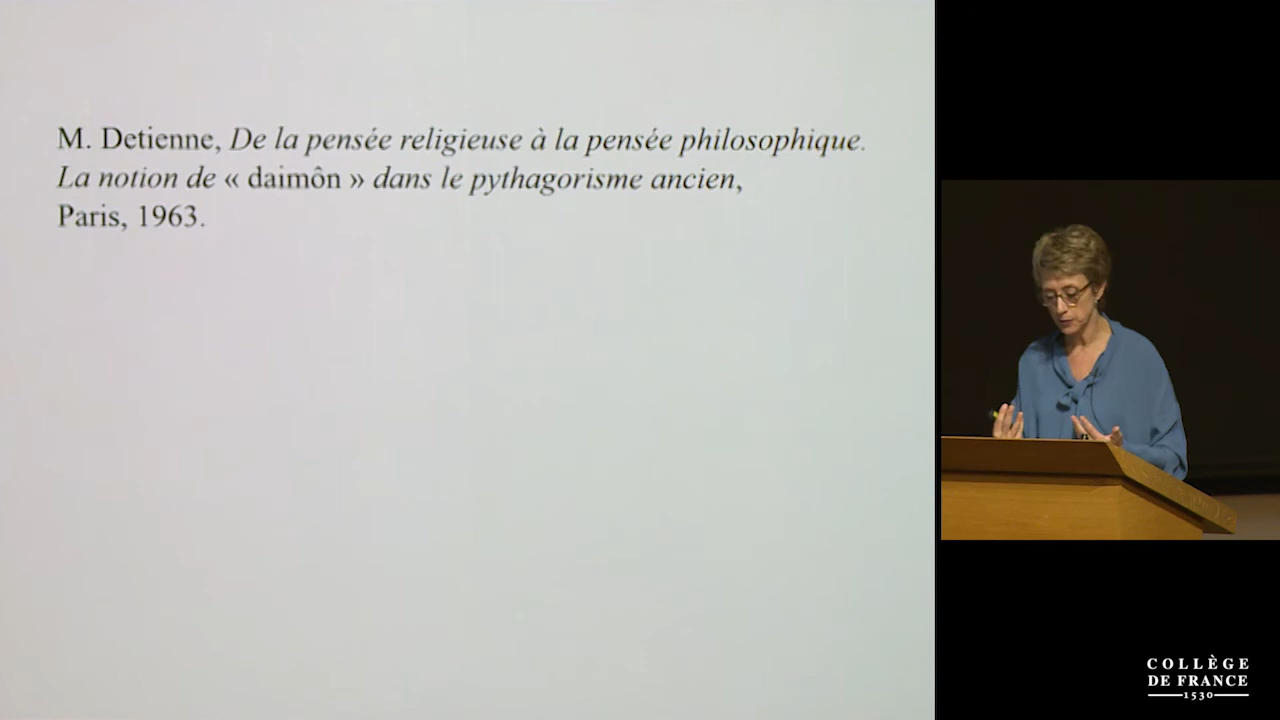 M. Detienne, De la pensée religieuse à la pensée philosophique.
La notion de « daimôn » dans le pythagorisme ancien,
Paris, 1963.
COLLÈGE
DE FRANCE
1530